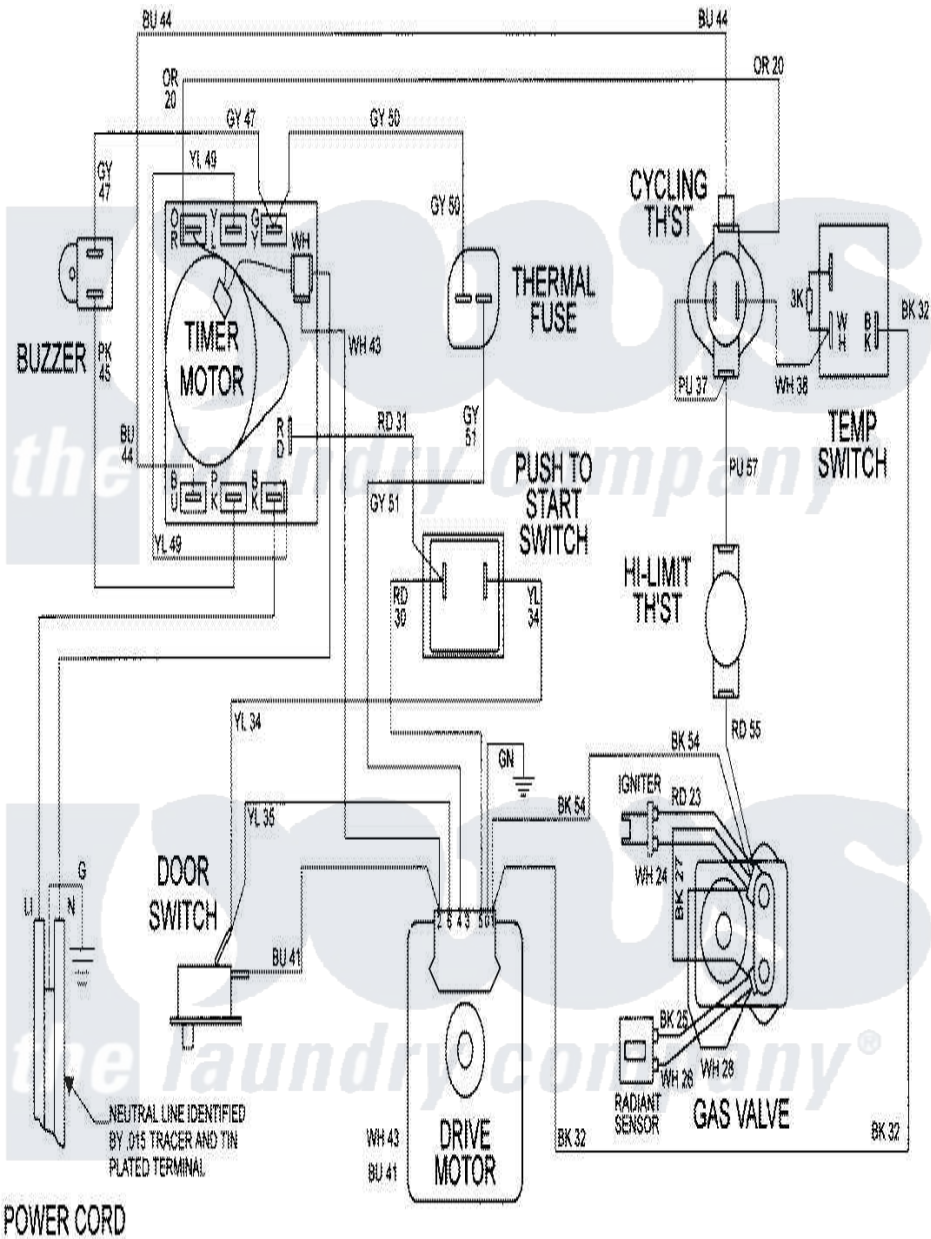 BU 44
BU 44
OR
20
OR 20
GY 47
GY 50
YL 49
GY
47
GY 50
CYCLING
TH'ST
O
R
Y
L
G
Y
WH
THERMAL
FUSE
3K
W
H
B
K
BK 32
BUZZER
PK
45
TIMER
MOTOR
WH 43
PU 37
WH 38
TEMP
SWITCH
BU
44
R
D
RD 31
GY
51
the laundry company
PU 57
B
U
P
K
B
K
GY 51
PUSH TO
START
SWITCH
YL 49
HI-LIMIT
TH'ST
RD
30
YL
34
YL 34
RD 55
BK 54
GN
IGNITER
RD 23
BK 54
YL 35
WH 24
BK 27
DOOR
SWITCH
G
L1
N
BU 41
2
4
3
5
BK 25
WH 26
WH 28
the laundry company®
RADIANT
SENSOR
GAS VALVE
NEUTRAL LINE IDENTIFIED
BY .015 TRACER AND TIN
PLATED TERMINAL
WH 43
BU 41
DRIVE
MOTOR
BK 32
BK 32
POWER CORD